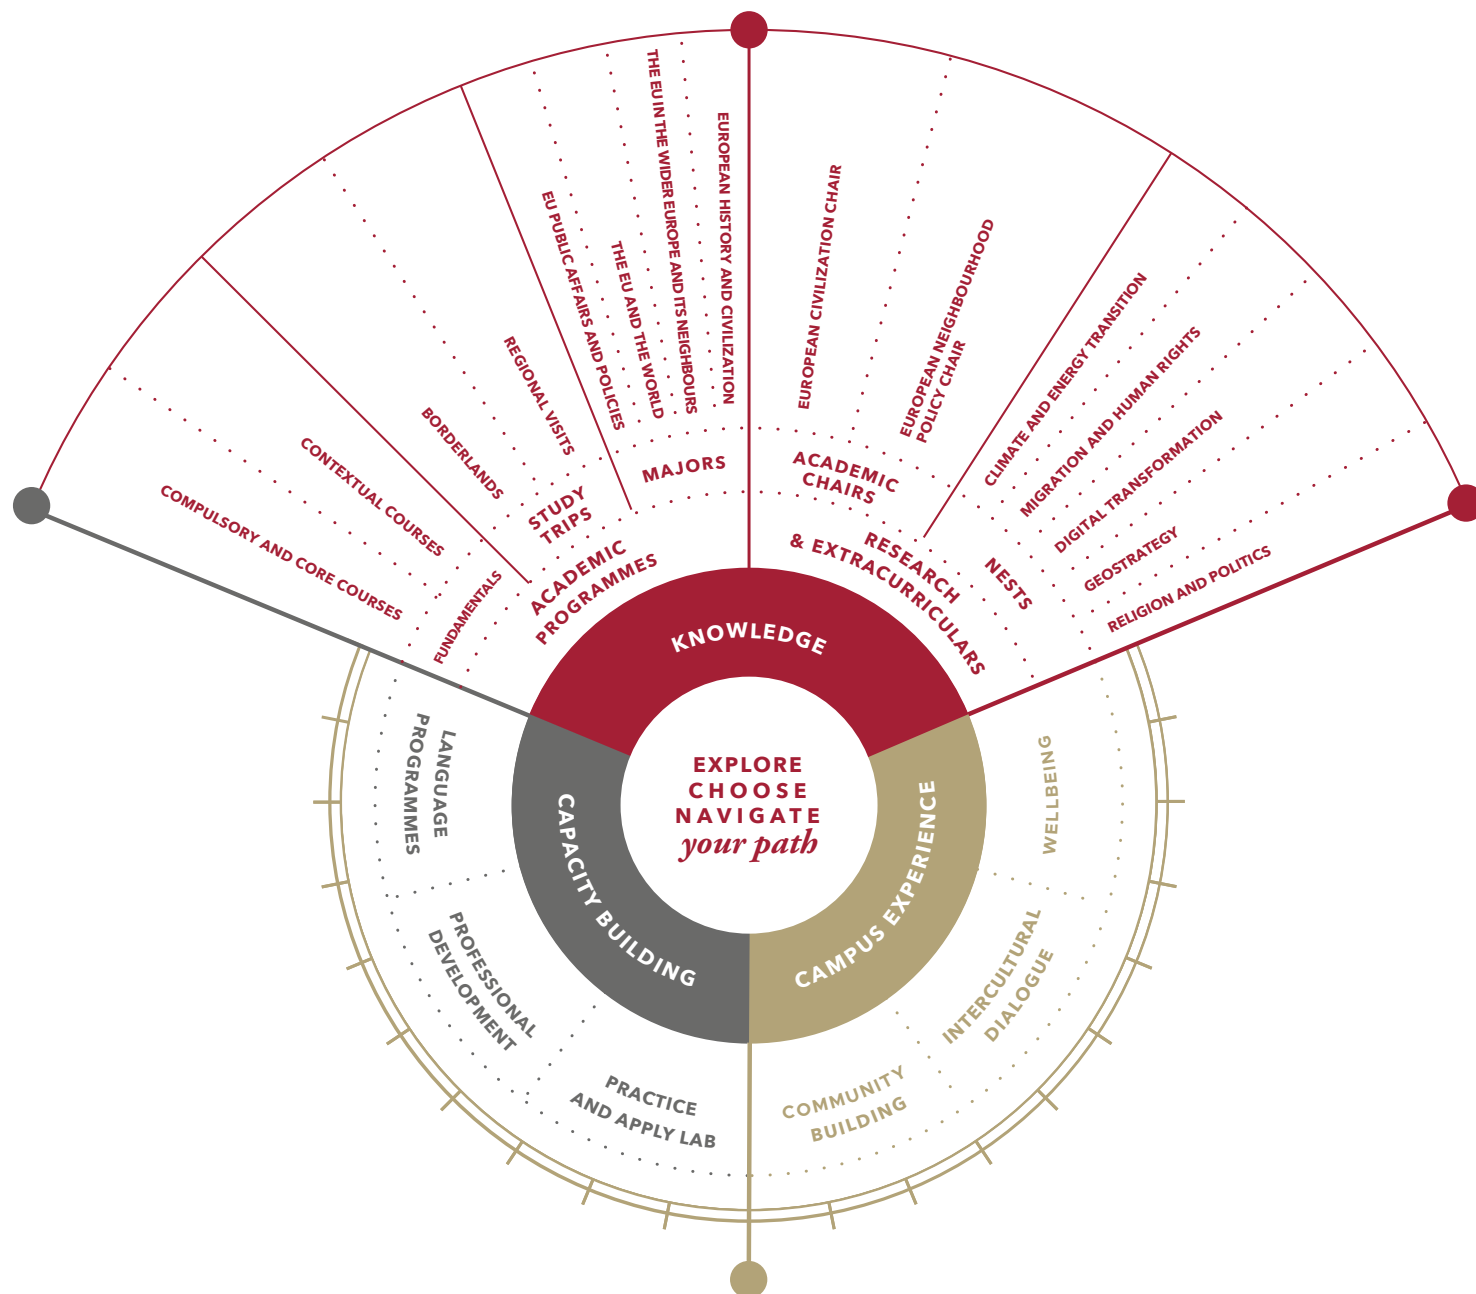 EXPLORE
CHOOSE
NAVIGATE
your path
KNOWLEDGE
ACADEMIC
PROGRAMMES
FUNDAMENTALS
COMPULSORY AND CORE COURSES
CONTEXTUAL COURSES
STUDY
TRIPS
BORDERLANDS
REGIONAL VISITS
MAJORS
EU PUBLIC AFFAIRS AND POLICIES
THE EU AND THE WORLD
THE EU IN THE WIDER EUROPE AND ITS NEIGHBOURS
EUROPEAN HISTORY AND CIVILIZATION
RESEARCH
& EXTRACURRICULARS
ACADEMIC
CHAIRS
EUROPEAN CIVILIZATION CHAIR
EUROPEAN NEIGHBOURHOOD
POLICY CHAIR
NESTS
CLIMATE AND ENERGY TRANSITION
MIGRATION AND HUMAN RIGHTS
DIGITAL TRANSFORMATION
GEOSTRATEGY
RELIGION AND POLITICS
CAMPUS EXPERIENCE
WELLBEING
INTERCULTURAL
DIALOGUE
COMMUNITY
BUILDING
CAPACITY BUILDING
LANGUAGE
PROGRAMMES
PROFESSIONAL
DEVELOPMENT
PRACTICE
AND APPLY LAB